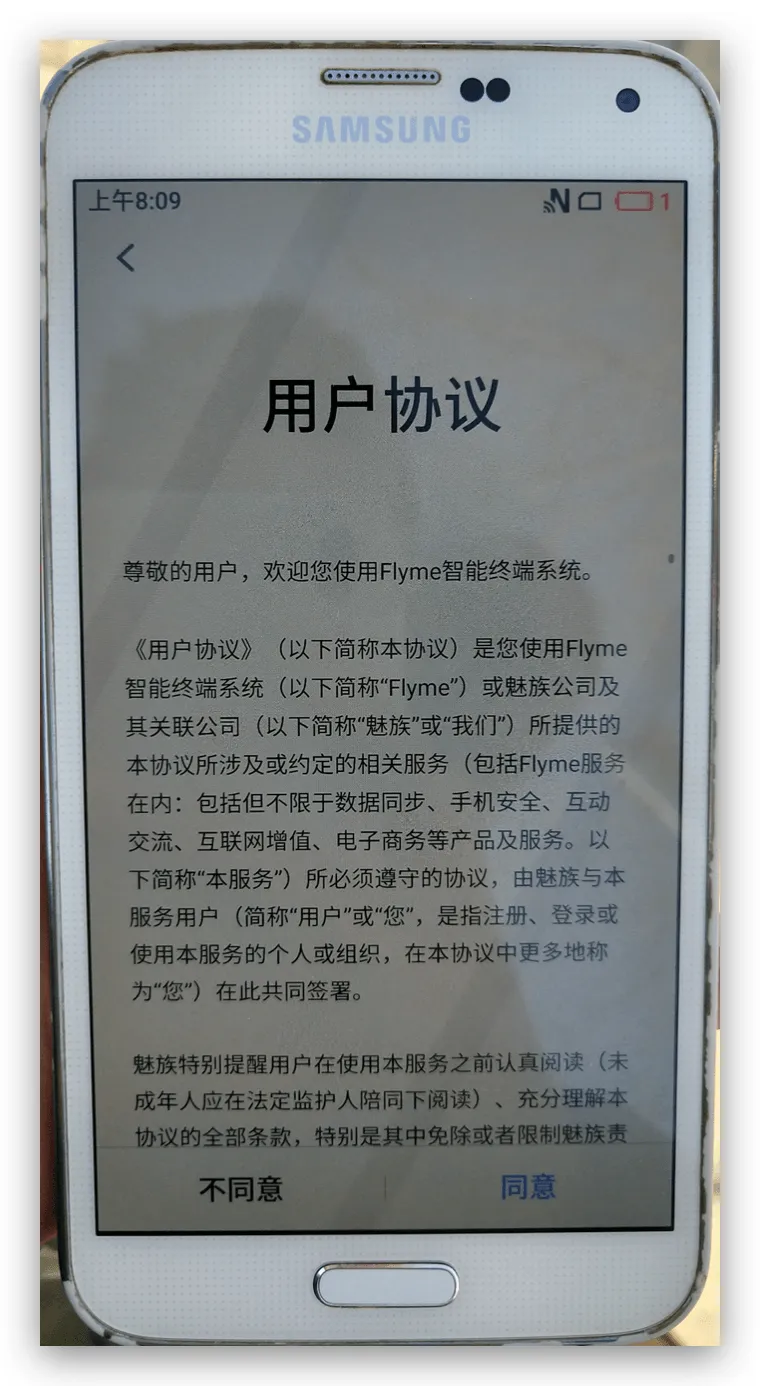 SAMSUNG
上午8:09 N 1
用户协议
尊敬的用户，欢迎您使用Flyme智能终端系统。
《用户协议》（以下简称本协议）是您使用Flyme
智能终端系统（以下简称“Flyme”）或魅族公司及
其关联公司（以下简称“魅族”或“我们”）所提供的
本协议所涉及或约定的相关服务（包括Flyme服务
在内：包括但不限于数据同步、手机安全、互动
交流、互联网增值、电子商务等产品及服务。以
下简称“本服务”）所必须遵守的协议，由魅族与本
服务用户（简称“用户”或“您”，是指注册、登录或
使用本服务的个人或组织，在本协议中更多地称
为“您”）在此共同签署。
魅族特别提醒用户在使用本服务之前认真阅读（未
成年人应在法定监护人陪同下阅读）、充分理解本
协议的全部条款，特别是其中免除或者限制魅族责
不同意 同意